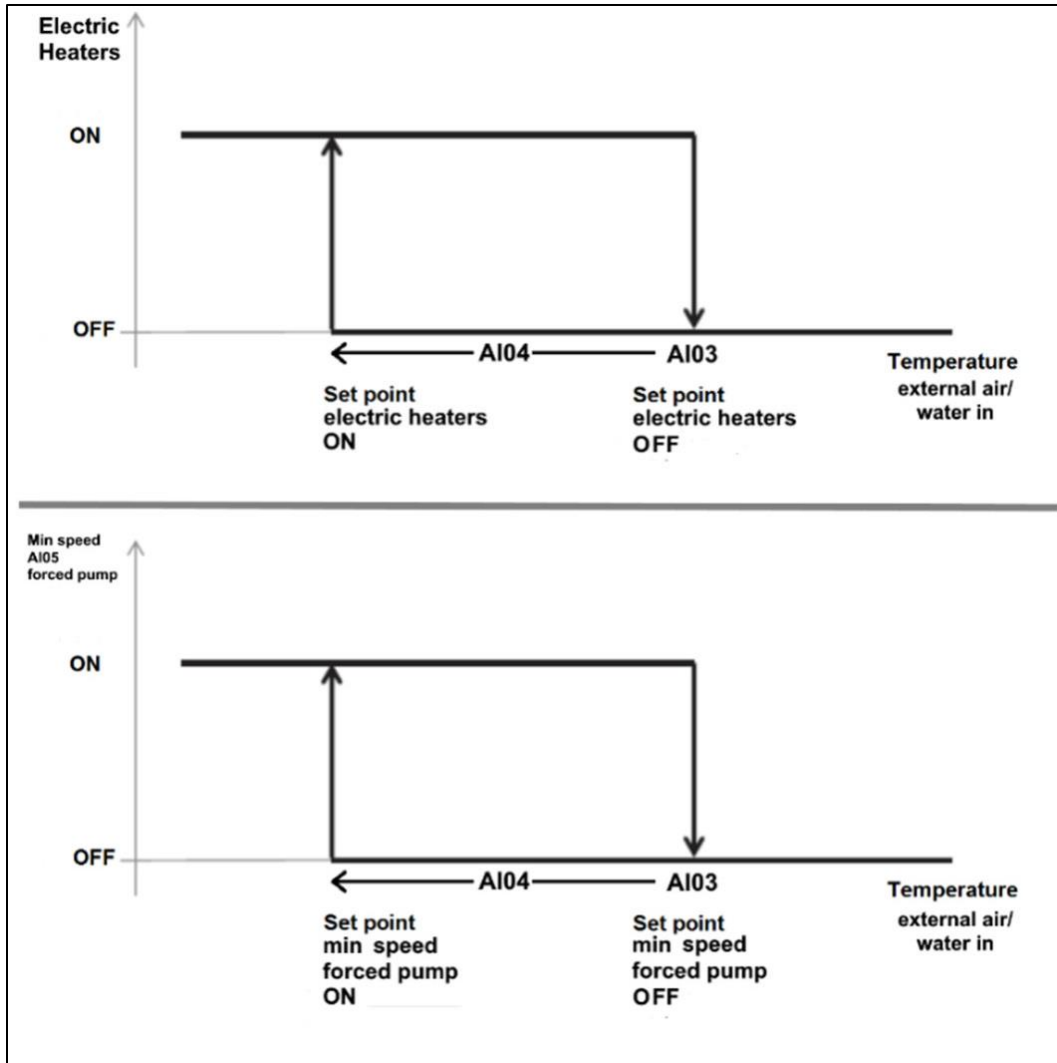 Electric
Heaters
ON
OFF
AI04 AI03
Temperature
external air/
water in
Set point
electric heaters
ON
Set point
electric heaters
OFF
Min speed
AI05
forced pump
ON
OFF
AI04 AI03
Temperature
external air/
water in
Set point
min speed
forced pump
ON
Set point
min speed
forced pump
OFF